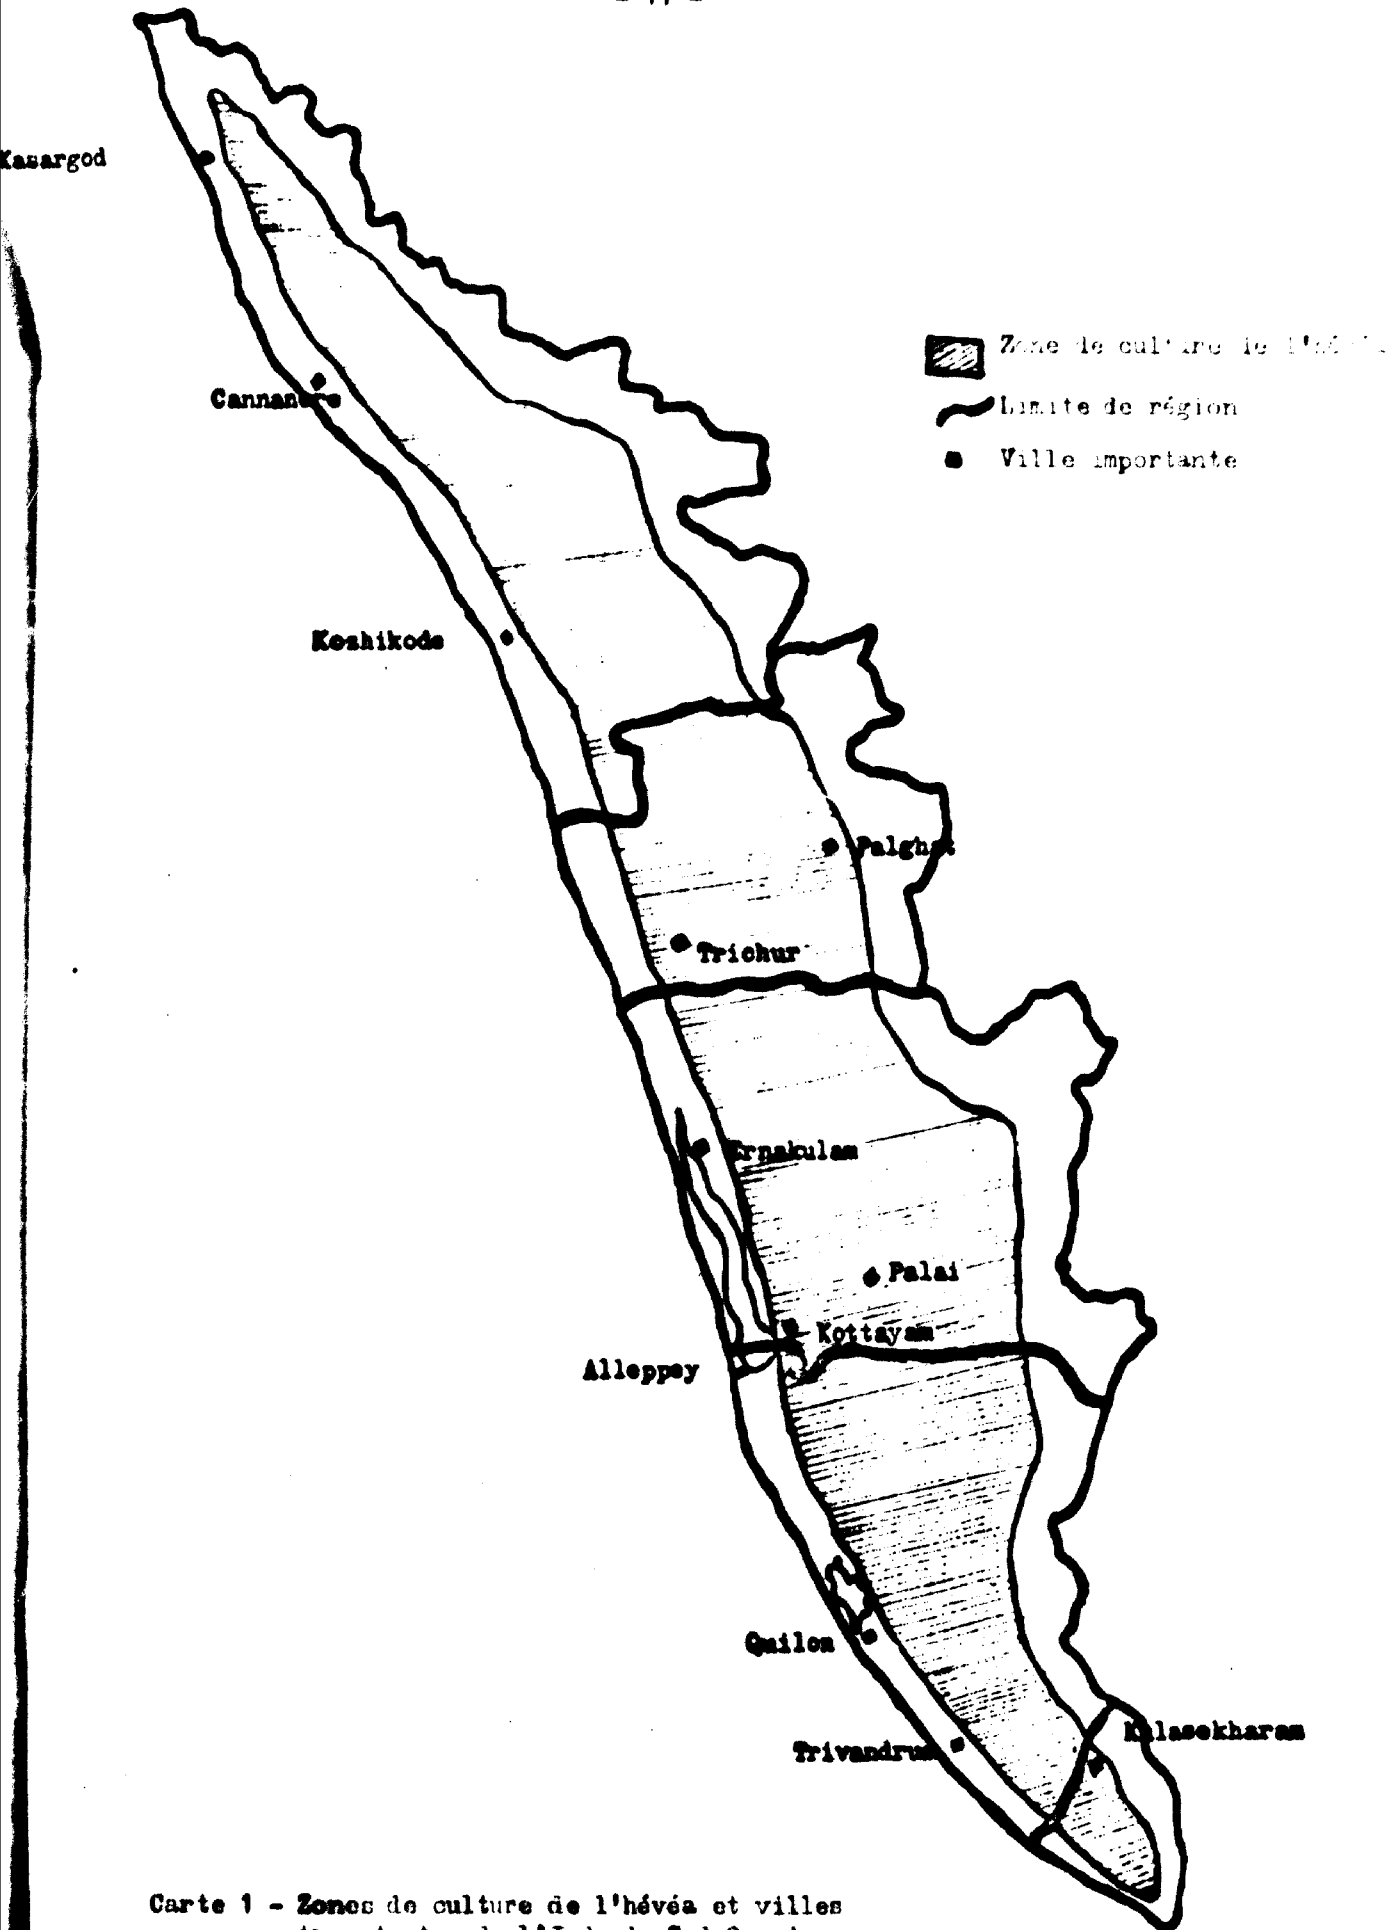 Kasargod
Zone de culture de
Cannanore
Limite de région
Ville importante
Kozhikode
Palghat
Trichur
Ernakulam
Palai
Kottayam
Alleppey
Quilon
Kulasekharam
Trivandrum
Carte 1 - Zones de culture de l'hévéa et villes